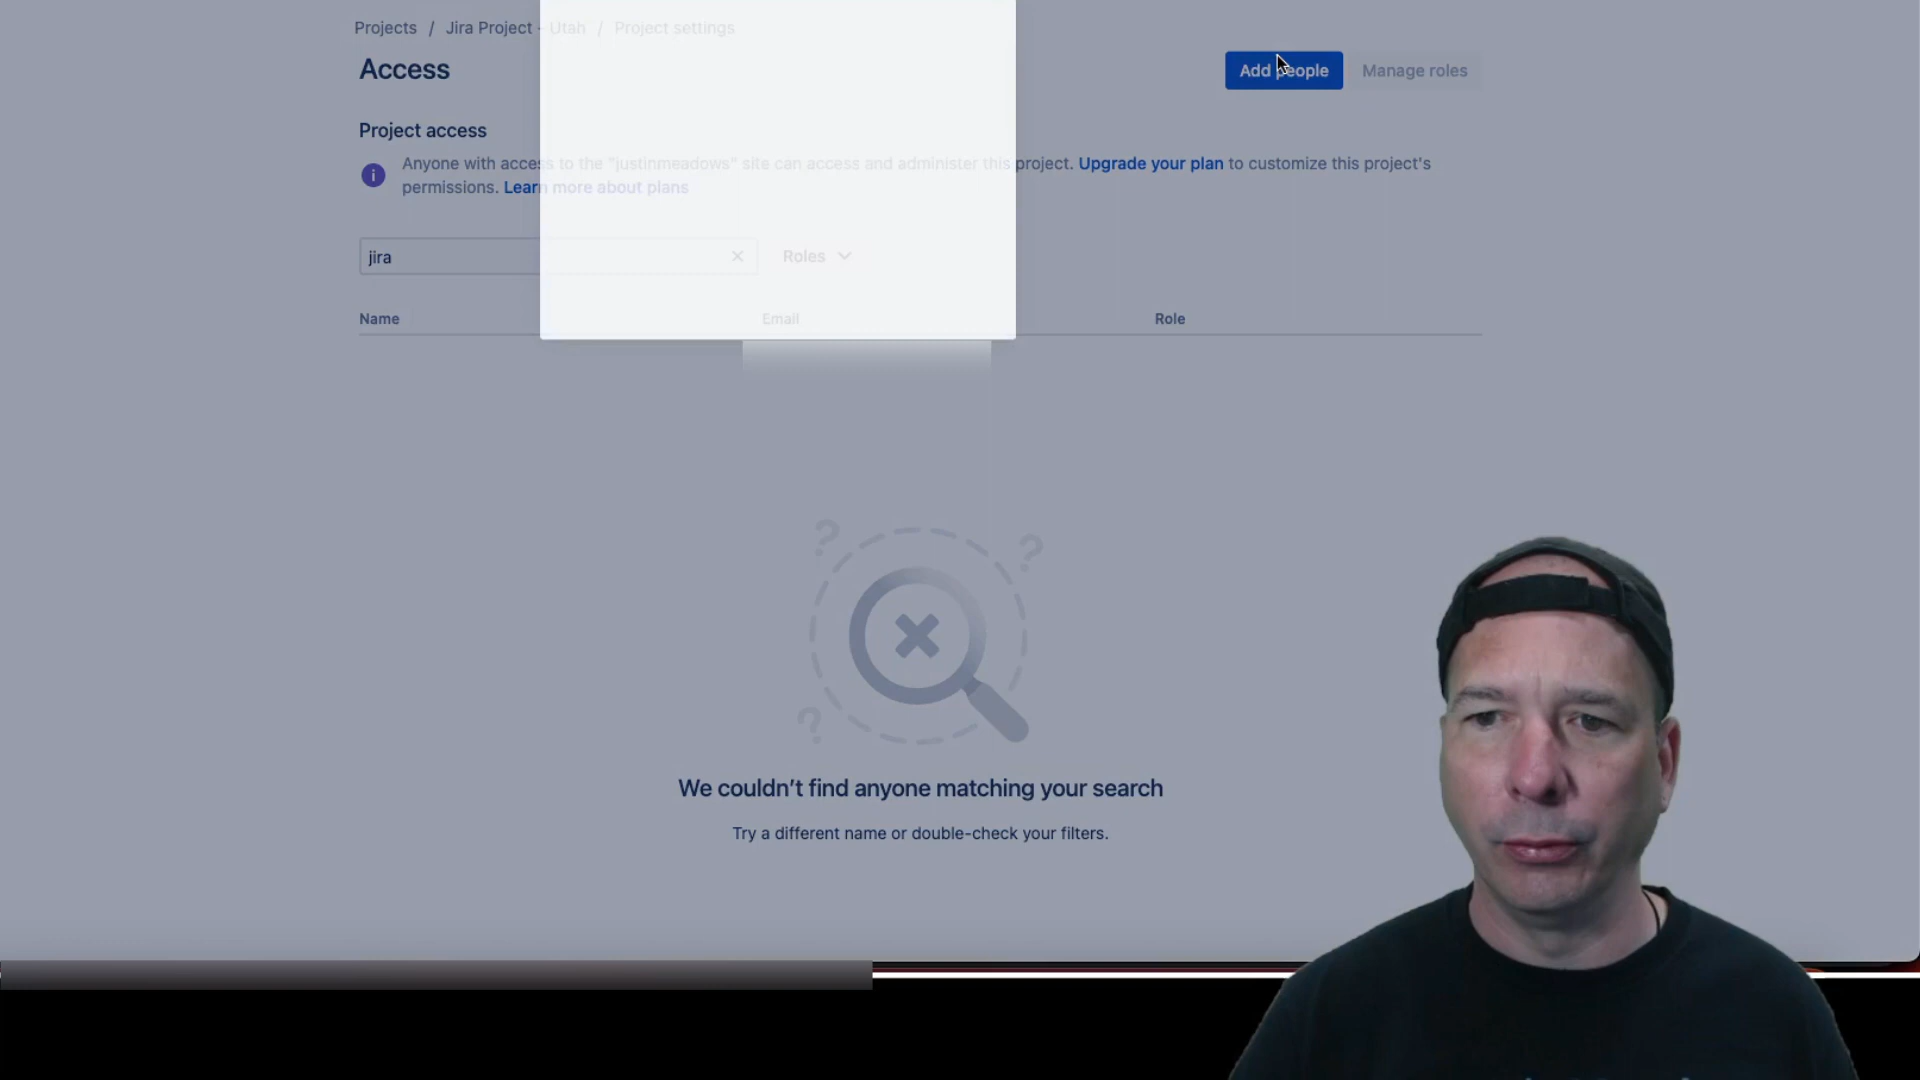 Projects / Jira Project - Utah / Project settings
Access
Add people
Manage roles
Project access
Anyone with access to the "justinmeadows" site can access and administer this project. Upgrade your plan to customize this project's
permissions. Learn more about plans
jira
Roles
Name Email Role
We couldn't find anyone matching your search
Try a different name or double-check your filters.